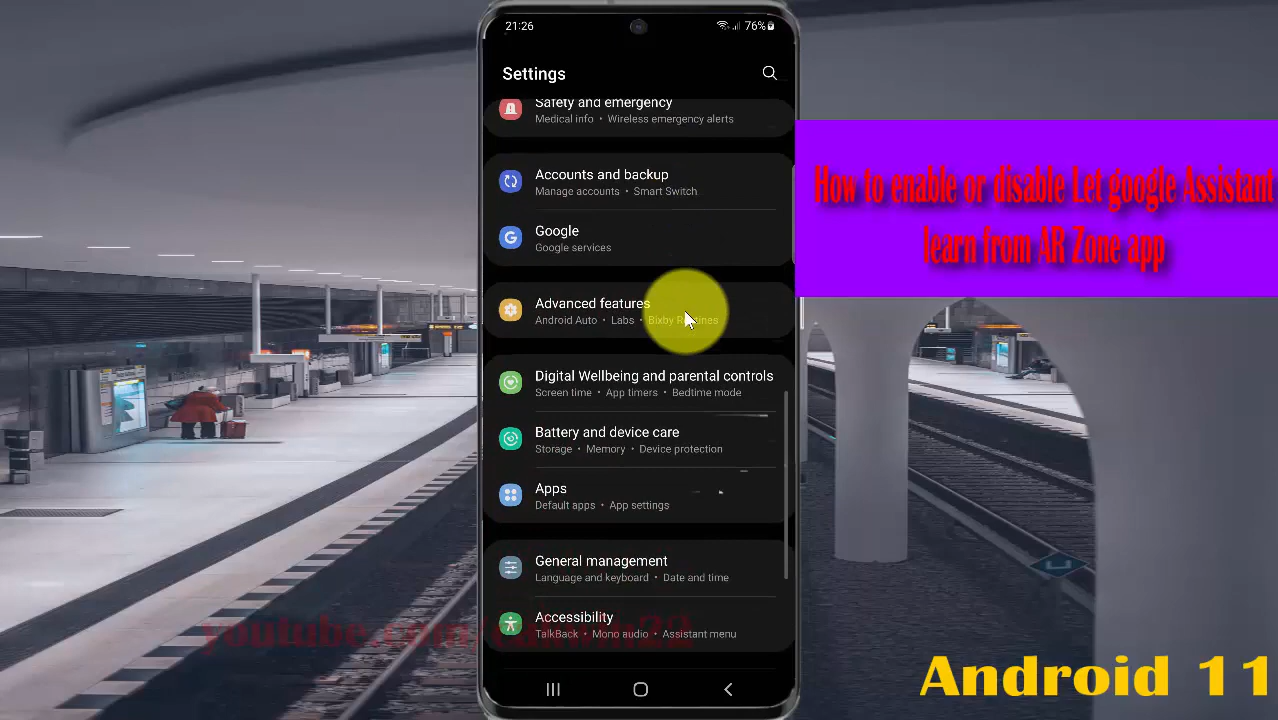 21:26
76%
Settings
Safety and emergency
Medical info • Wireless emergency alerts
Accounts and backup
Manage accounts • Smart Switch
Google
Google services
Advanced features
Android Auto • Labs • Bixby Routines
Digital Wellbeing and parental controls
Screen time • App timers • Bedtime mode
Battery and device care
Storage • Memory • Device protection
Apps
Default apps • App settings
General management
Language and keyboard • Date and time
Accessibility
TalkBack • Mono audio • Assistant menu
How to enable or disable Let google Assistant
learn from AR Zone app
Android 11